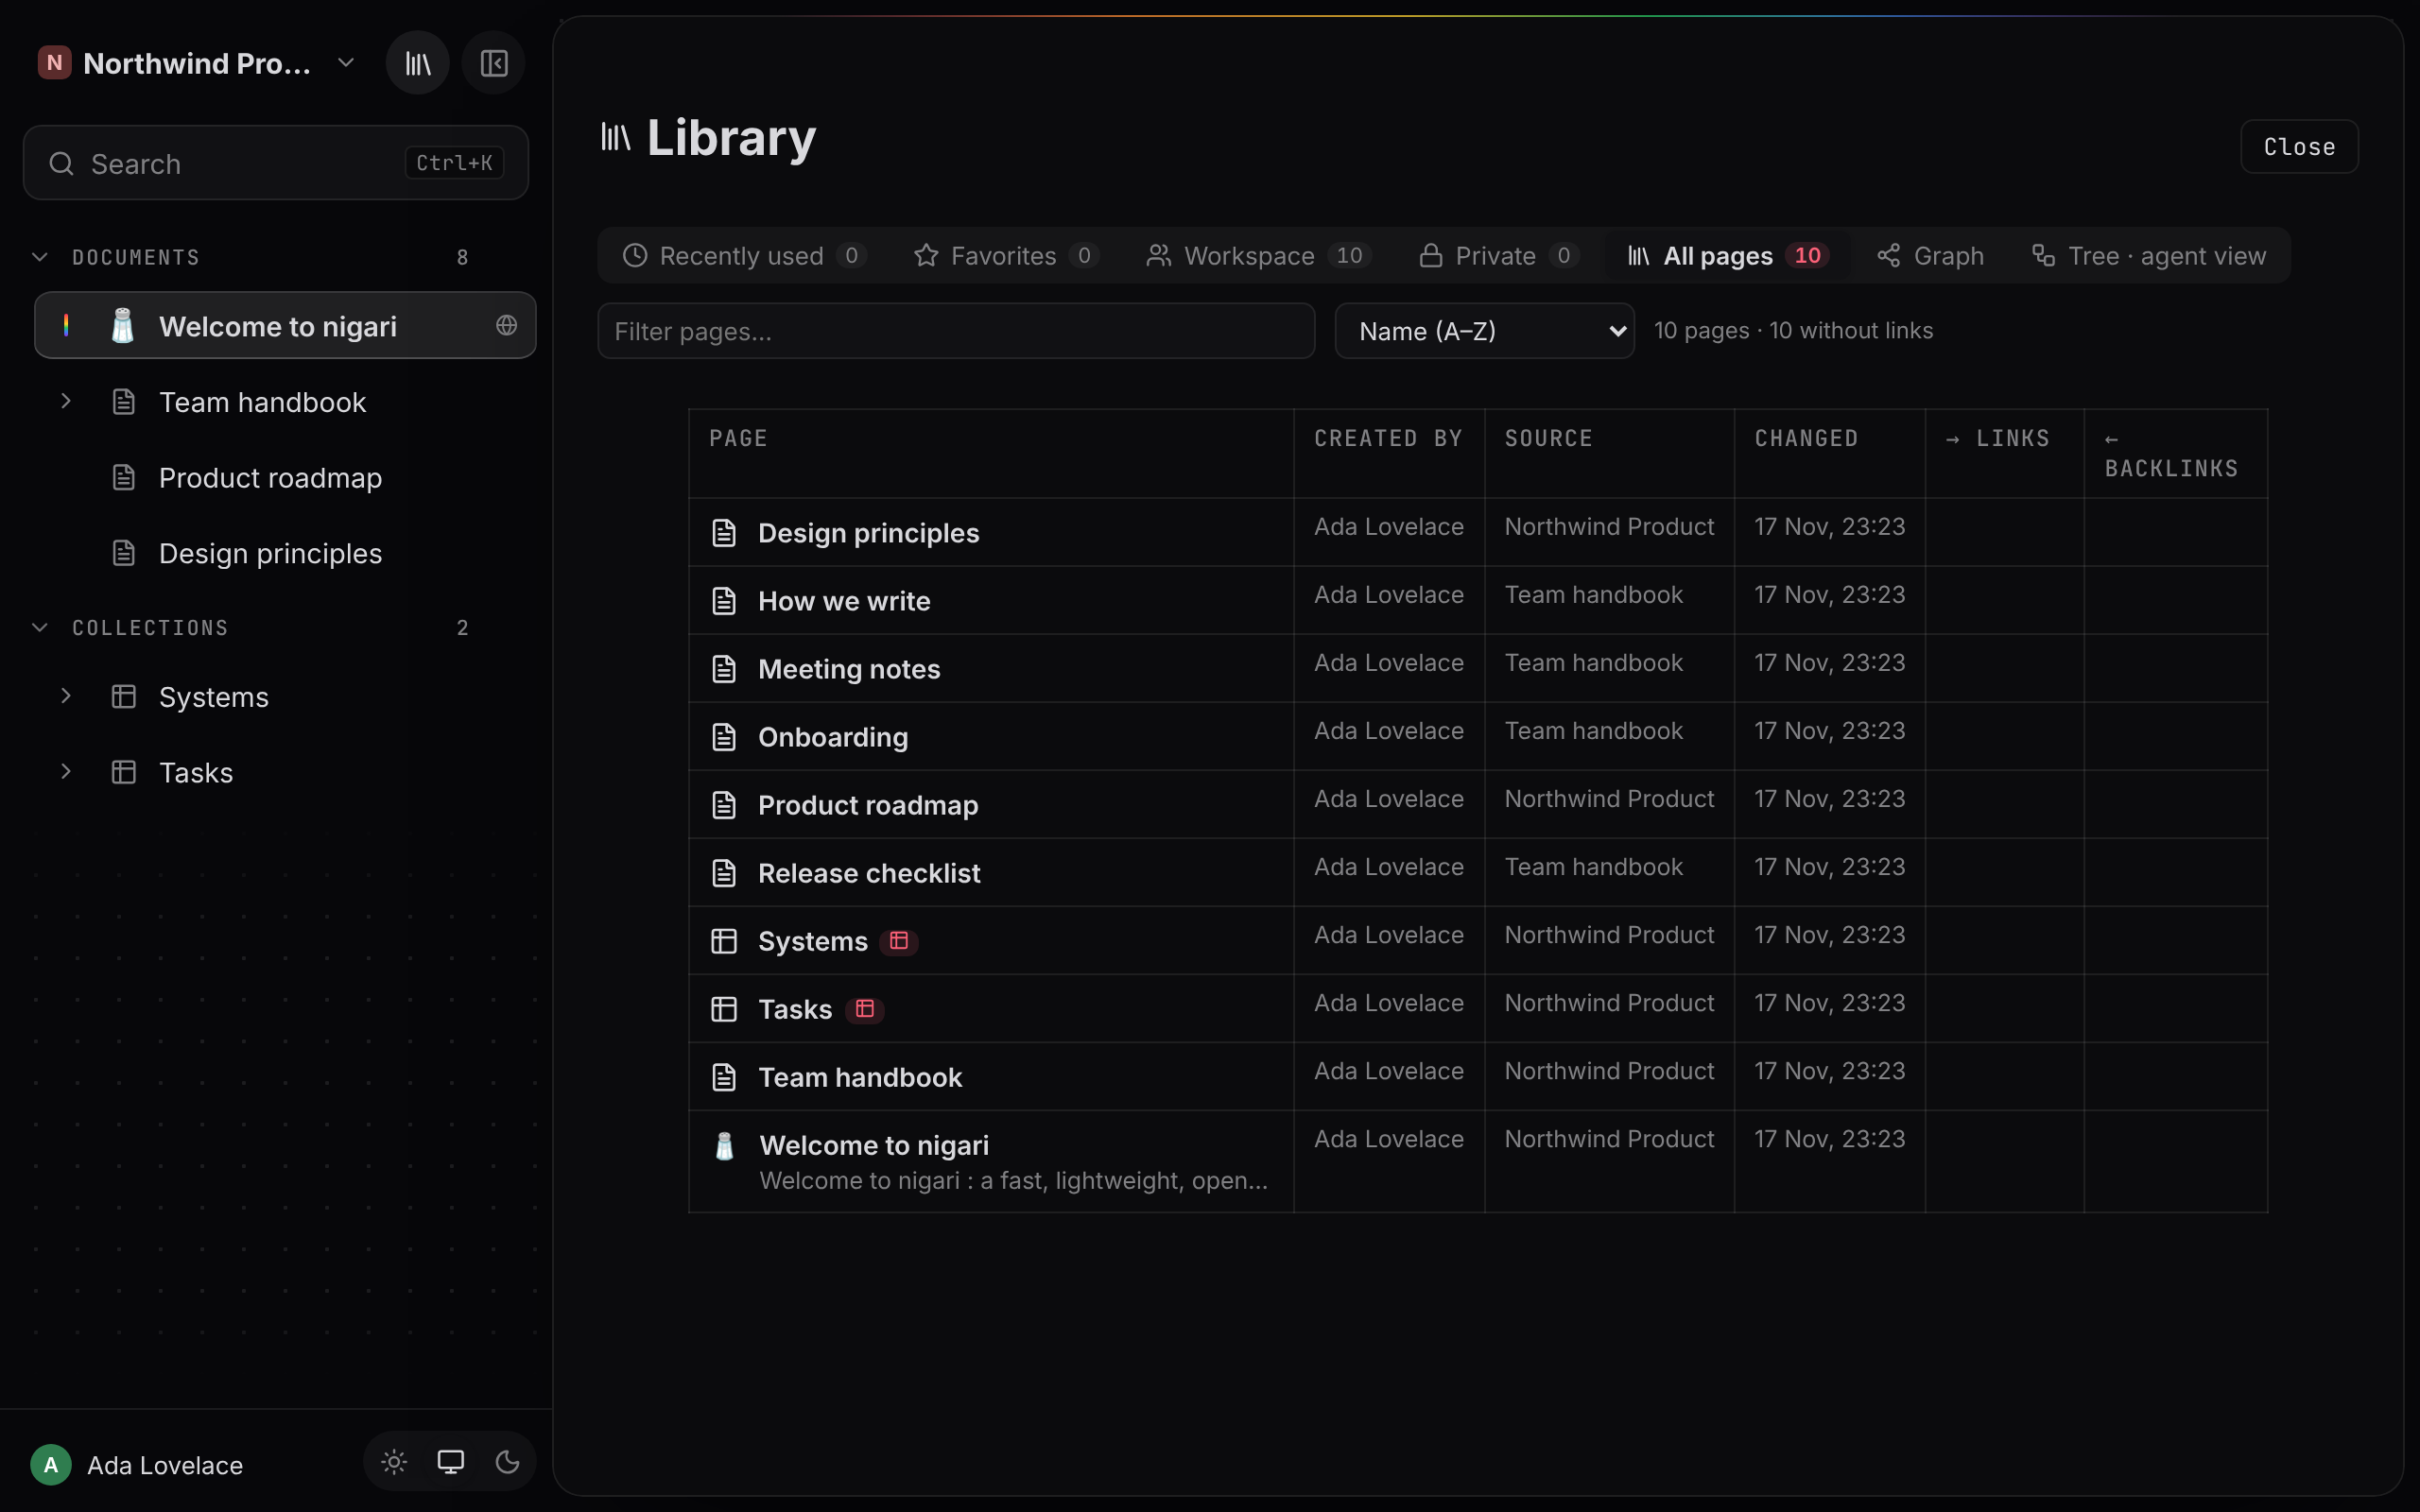 N Northwind Pro...
Search Ctrl+K
DOCUMENTS 8
Welcome to nigari
Team handbook
Product roadmap
Design principles
COLLECTIONS 2
Systems
Tasks
A Ada Lovelace
Library
Close
Recently used 0 Favorites 0 Workspace 10 Private 0 All pages 10 Graph Tree · agent view
Filter pages... Name (A–Z) 10 pages · 10 without links
PAGE CREATED BY SOURCE CHANGED → LINKS ←
BACKLINKS
Design principles Ada Lovelace Northwind Product 17 Nov, 23:23
How we write Ada Lovelace Team handbook 17 Nov, 23:23
Meeting notes Ada Lovelace Team handbook 17 Nov, 23:23
Onboarding Ada Lovelace Team handbook 17 Nov, 23:23
Product roadmap Ada Lovelace Northwind Product 17 Nov, 23:23
Release checklist Ada Lovelace Team handbook 17 Nov, 23:23
Systems Ada Lovelace Northwind Product 17 Nov, 23:23
Tasks Ada Lovelace Northwind Product 17 Nov, 23:23
Team handbook Ada Lovelace Northwind Product 17 Nov, 23:23
Welcome to nigari Ada Lovelace Northwind Product 17 Nov, 23:23
Welcome to nigari : a fast, lightweight, open...